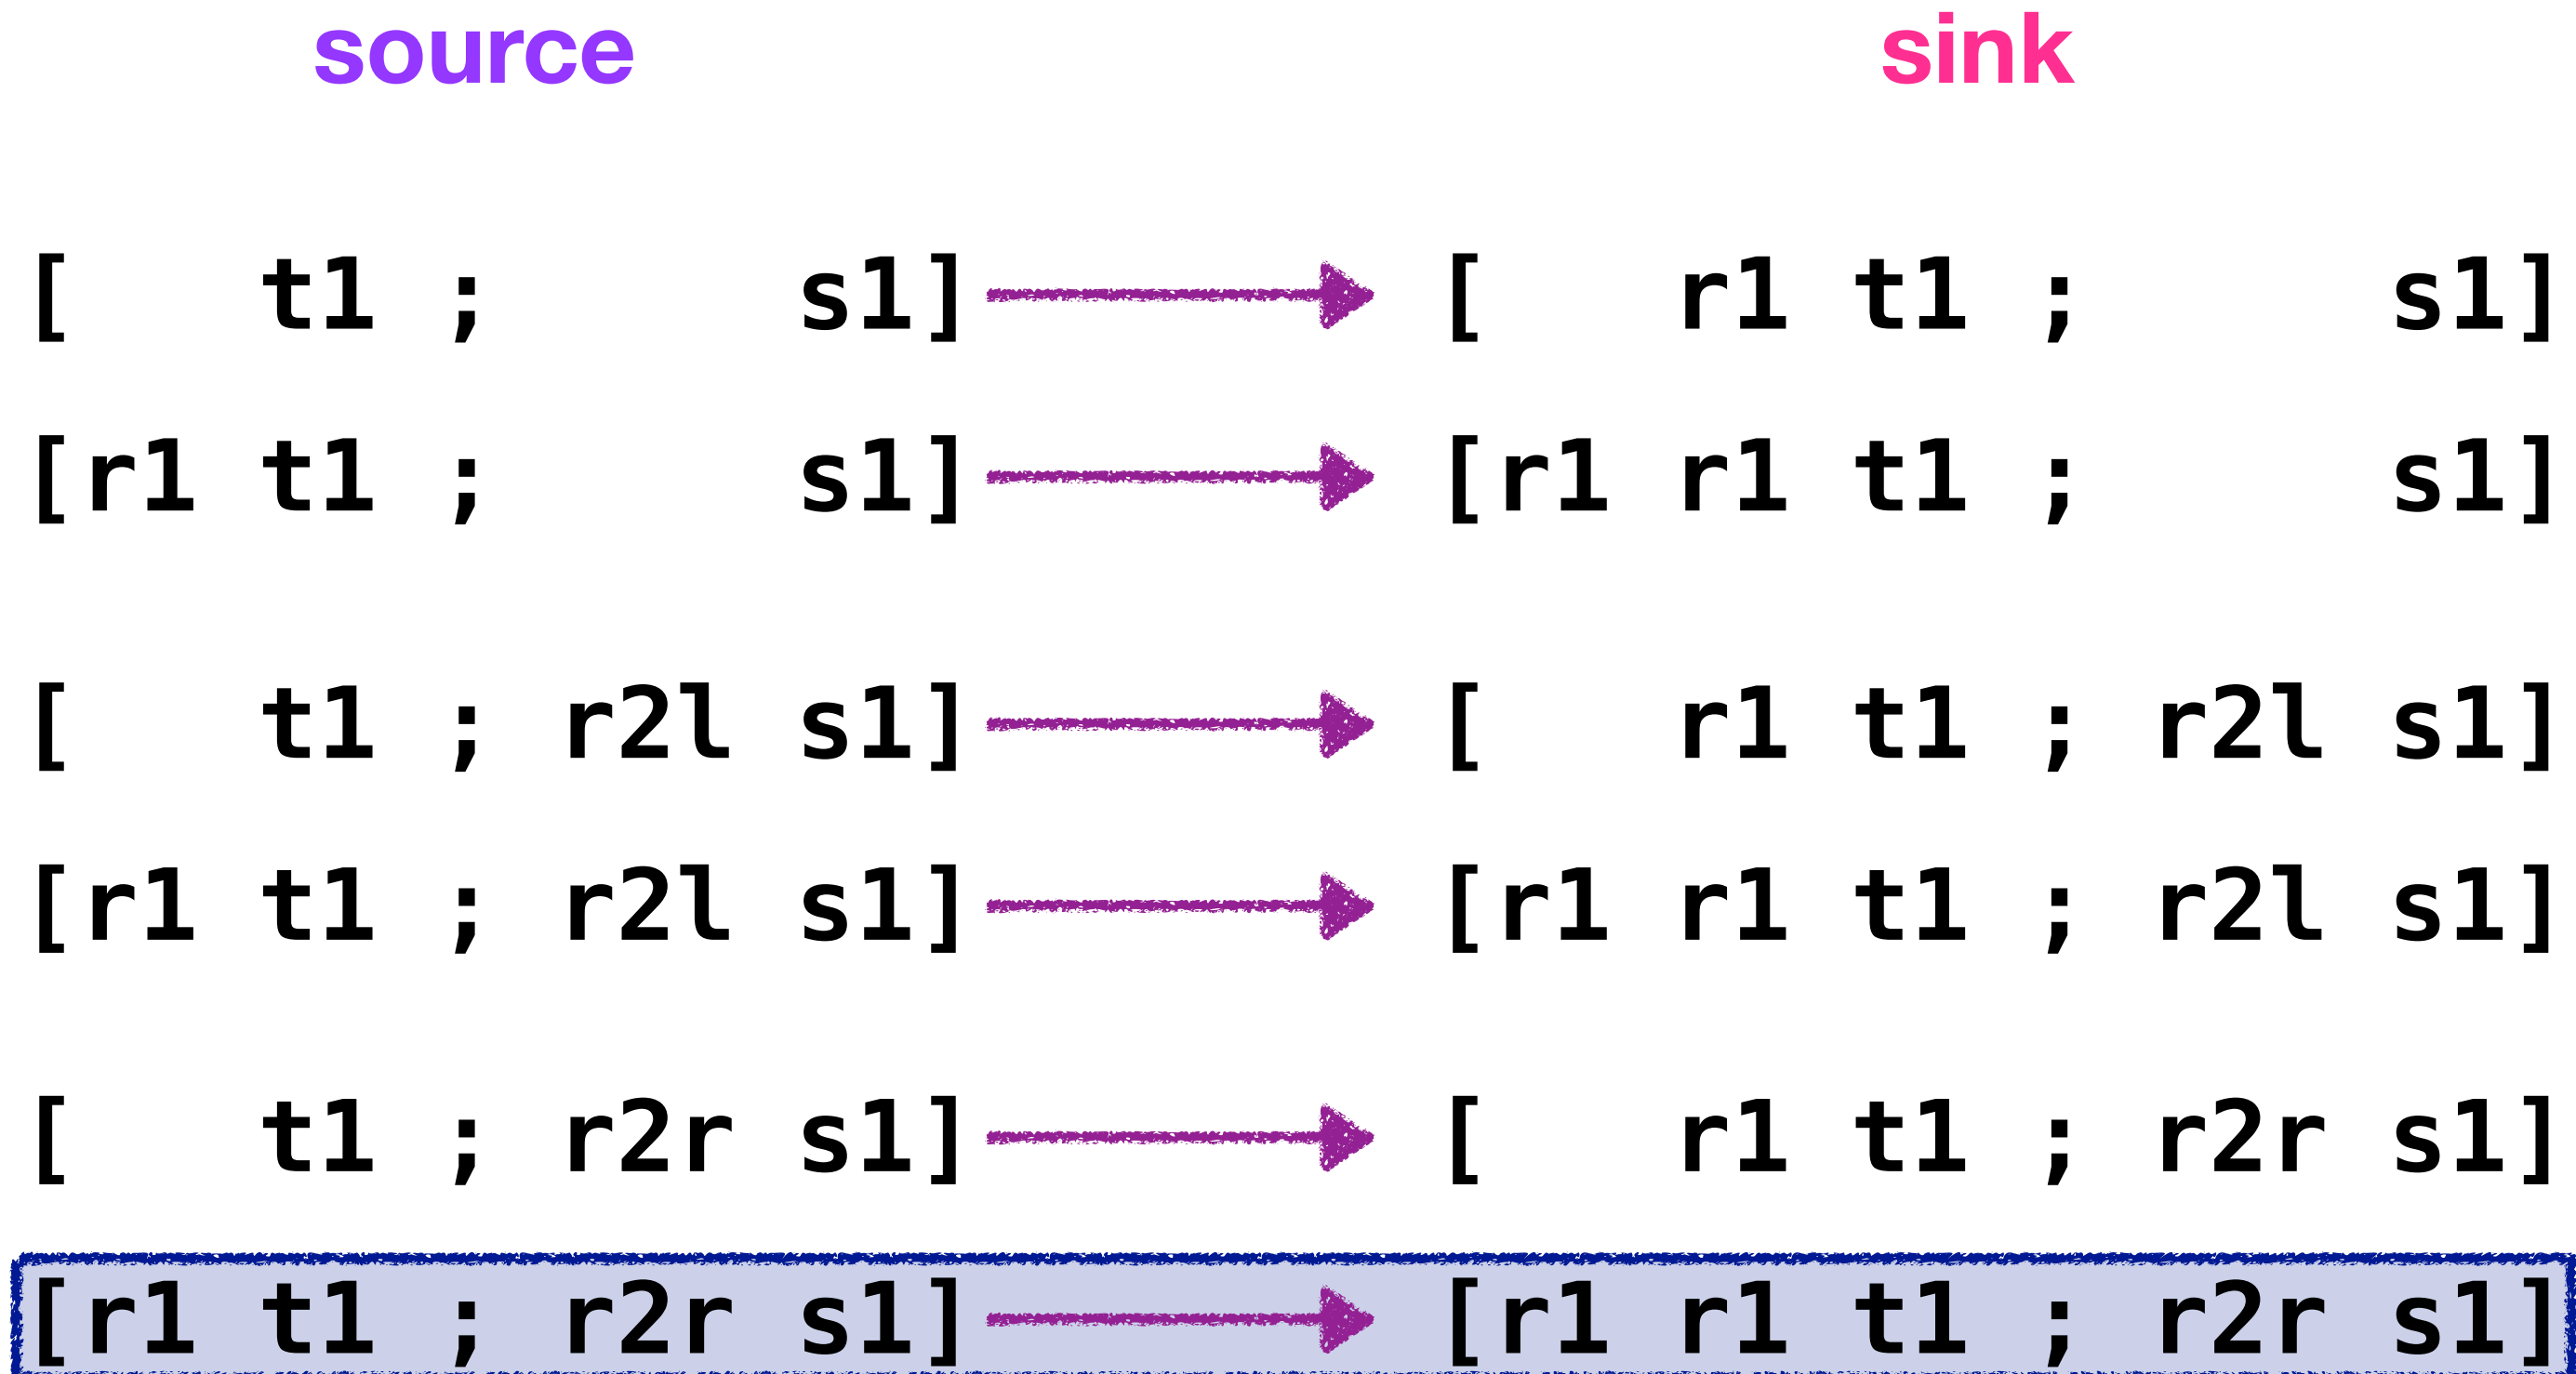 source sink
[   t1 ;     s1] [   r1 t1 ;     s1]
[r1 t1 ;     s1] [r1 r1 t1 ;     s1]
[   t1 ; r2l s1] [   r1 t1 ; r2l s1]
[r1 t1 ; r2l s1] [r1 r1 t1 ; r2l s1]
[   t1 ; r2r s1] [   r1 t1 ; r2r s1]
[r1 t1 ; r2r s1] [r1 r1 t1 ; r2r s1]